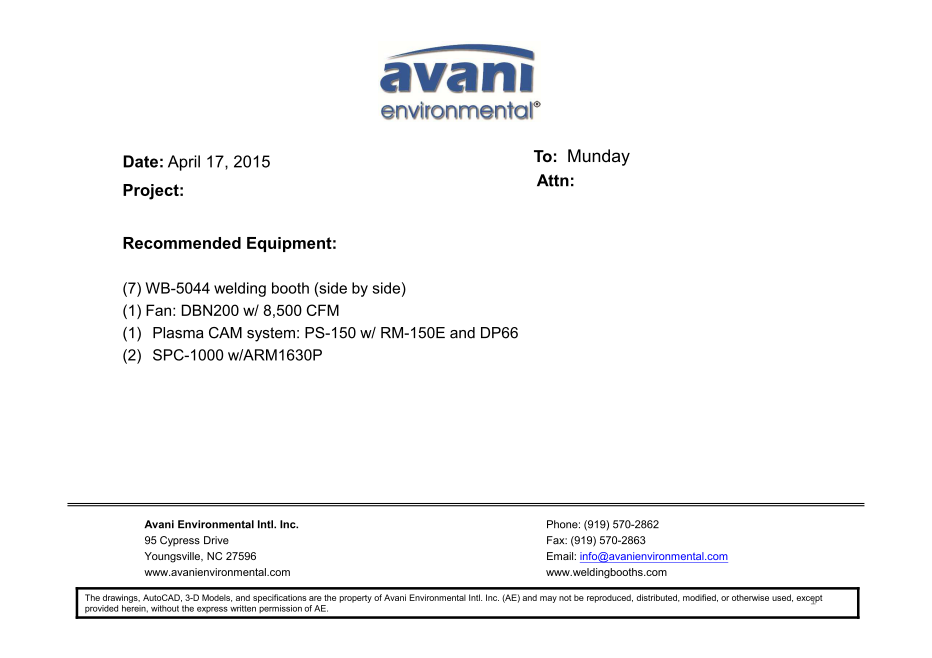 avani
environmental®
Date: April 17, 2015
To: Munday
Project:
Attn:
Recommended Equipment:
(7) WB-5044 welding booth (side by side)
(1) Fan: DBN200 w/ 8,500 CFM
(1) Plasma CAM system: PS-150 w/ RM-150E and DP66
(2) SPC-1000 w/ARM1630P
Avani Environmental Intl. Inc.
95 Cypress Drive
Youngsville, NC 27596
www.avanienvironmental.com
Phone: (919) 570-2862
Fax: (919) 570-2863
Email: info@avanienvironmental.com
www.weldingbooths.com
The drawings, AutoCAD, 3-D Models, and specifications are the property of Avani Environmental Intl. Inc. (AE) and may not be reproduced, distributed, modified, or otherwise used, except
provided herein, without the express written permission of AE.